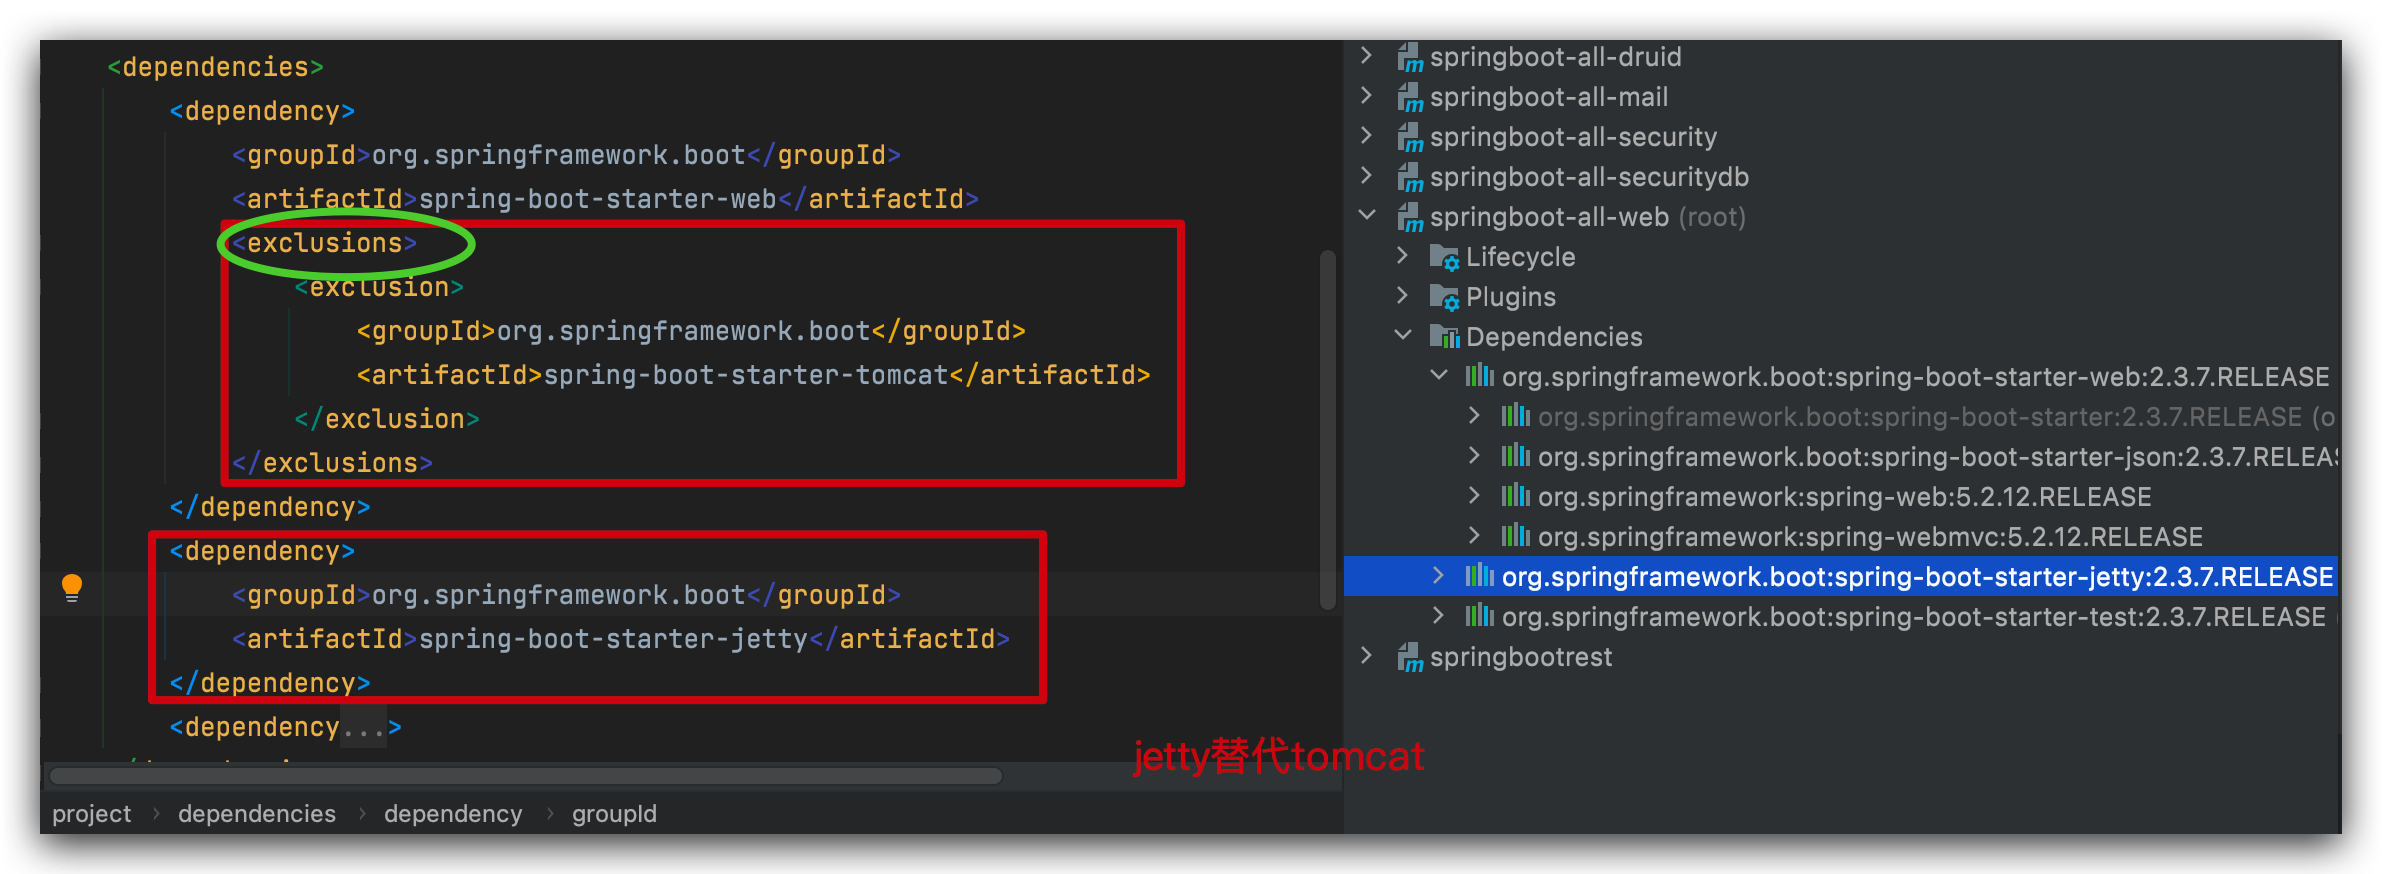 <dependencies>
<dependency>
<groupId>org.springframework.boot</groupId>
<artifactId>spring-boot-starter-web</artifactId>
<exclusions>
<exclusion>
<groupId>org.springframework.boot</groupId>
<artifactId>spring-boot-starter-tomcat</artifactId>
</exclusion>
</exclusions>
</dependency>
<dependency>
<groupId>org.springframework.boot</groupId>
<artifactId>spring-boot-starter-jetty</artifactId>
</dependency>
<dependency...>
jetty替代tomcat
project › dependencies › dependency › groupId
springboot-all-druid
springboot-all-mail
springboot-all-security
springboot-all-securitydb
springboot-all-web (root)
Lifecycle
Plugins
Dependencies
org.springframework.boot:spring-boot-starter-web:2.3.7.RELEASE
org.springframework.boot:spring-boot-starter:2.3.7.RELEASE (o
org.springframework.boot:spring-boot-starter-json:2.3.7.RELEA
org.springframework:spring-web:5.2.12.RELEASE
org.springframework:spring-webmvc:5.2.12.RELEASE
org.springframework.boot:spring-boot-starter-jetty:2.3.7.RELEASE
org.springframework.boot:spring-boot-starter-test:2.3.7.RELEASE
springbootrest